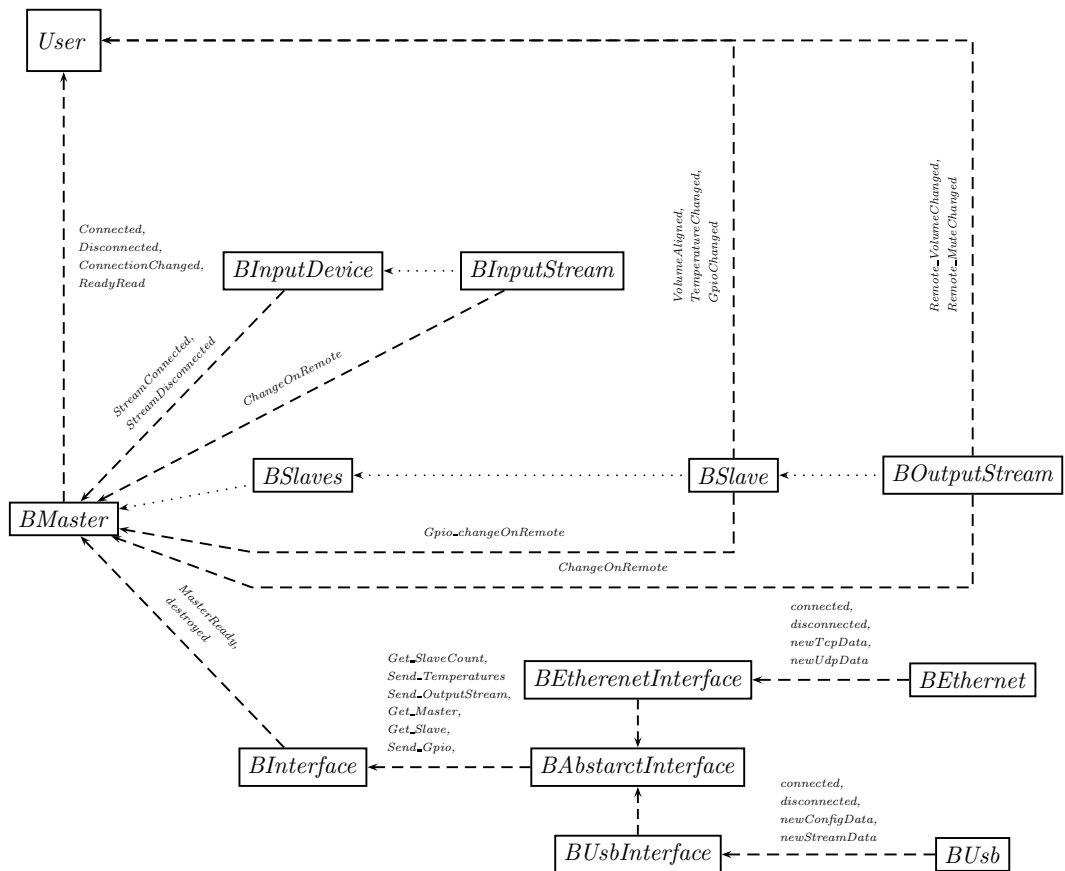 User
Connected,
Disconnected,
ConnectionChanged,
ReadyRead
VolumeAligned,
TemperatureChanged,
GpioChanged
Remote_VolumeChanged,
Remote_MuteChanged
BInputDevice
BInputStream
StreamConnected,
StreamDisconnected
ChangeOnRemote
BSlaves
BSlave
BOutputStream
BMaster
Gpio_changeOnRemote
ChangeOnRemote
MasterReady,
destroyed
connected,
disconnected,
newTcpData,
newUdpData
Get_SlaveCount,
Send_Temperatures
Send_OutputStream,
Get_Master,
Get_Slave,
Send_Gpio,
BEtherenetInterface
BEthernet
BInterface
BAbstarctInterface
connected,
disconnected,
newConfigData,
newStreamData
BUsbInterface
BUsb